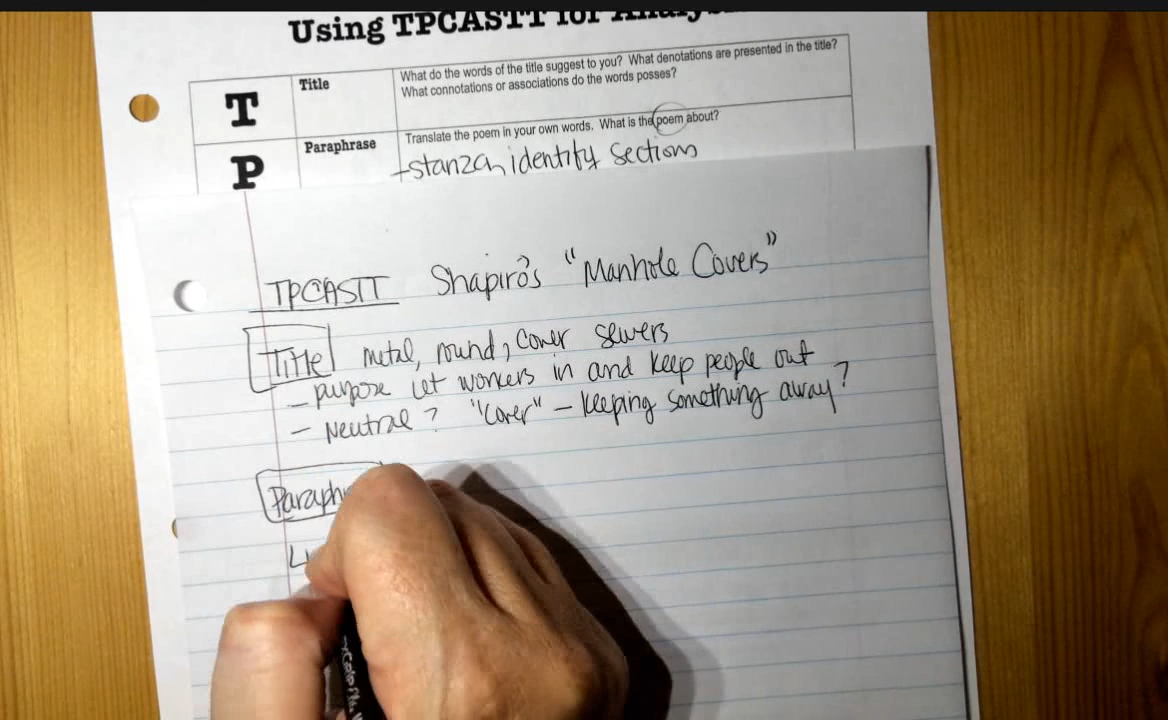 Using TPCASTT for Analys
T
Title
What do the words of the title suggest to you? What denotations are presented in the title?
What connotations or associations do the words posses?
P
Paraphrase
Translate the poem in your own words. What is the poem about?
+stanza, identify sections
TPCASTT Shapiro's "Manhole Covers"
Title metal, round, cover sewers
- purpose let workers in and keep people out
- Neutral? "cover" - keeping something away?
Paraph